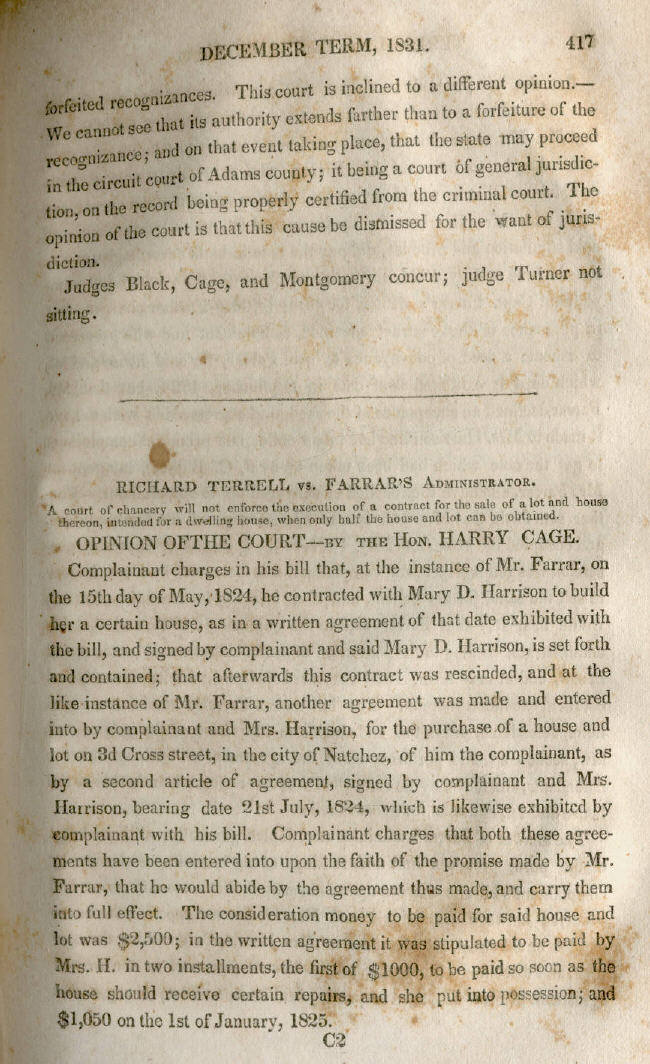 DECEMBER TERM, 1831. 417
forfeited recognizances. This court is inclined to a different opinion.—
We cannot see that its authority extends farther than to a forfeiture of the
recognizance; and on that event taking place, that the state may proceed
in the circuit court of Adams county; it being a court of general jurisdic-
tion, on the record being properly certified from the criminal court. The
opinion of the court is that this cause be dismissed for the want of juris-
diction.
Judges Black, Cage, and Montgomery concur; judge Turner not
sitting.
RICHARD TERRELL vs. FARRAR'S ADMINISTRATOR.
A court of chancery will not enforce the execution of a contract for the sale of a lot and house
thereon, intended for a dwelling house, when only half the house and lot can be obtained.
OPINION OF THE COURT—BY THE HON. HARRY CAGE.
Complainant charges in his bill that, at the instance of Mr. Farrar, on
the 15th day of May, 1824, he contracted with Mary D. Harrison to build
her a certain house, as in a written agreement of that date exhibited with
the bill, and signed by complainant and said Mary D. Harrison, is set forth
and contained; that afterwards this contract was rescinded, and at the
like instance of Mr. Farrar, another agreement was made and entered
into by complainant and Mrs. Harrison, for the purchase of a house and
lot on 3d Cross street, in the city of Natchez, of him the complainant, as
by a second article of agreement, signed by complainant and Mrs.
Harrison, bearing date 21st July, 1824, which is likewise exhibited by
complainant with his bill. Complainant charges that both these agree-
ments have been entered into upon the faith of the promise made by Mr.
Farrar, that he would abide by the agreement thus made, and carry them
into full effect. The consideration money to be paid for said house and
lot was $2,500; in the written agreement it was stipulated to be paid by
Mrs. H. in two installments, the first of $1000, to be paid so soon as the
house should receive certain repairs, and she put into possession; and
$1,050 on the 1st of January, 1825.
C2